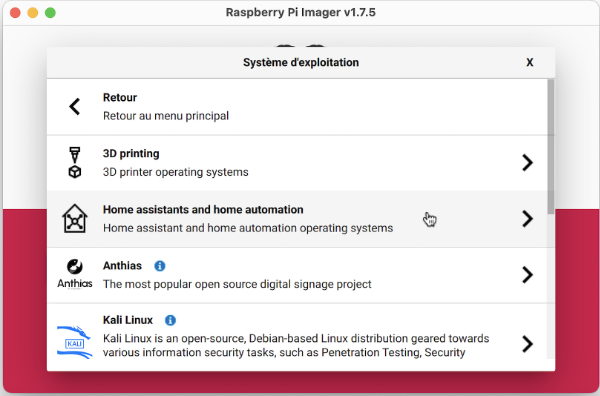 Raspberry Pi Imager v1.7.5
Système d'exploitation
X
Retour
Retour au menu principal
3D printing
3D printer operating systems
Home assistants and home automation
Home assistant and home automation operating systems
Anthias
Anthias
The most popular open source digital signage project
Kali Linux
KALI
Kali Linux is an open-source, Debian-based Linux distribution geared towards
various information security tasks, such as Penetration Testing, Security